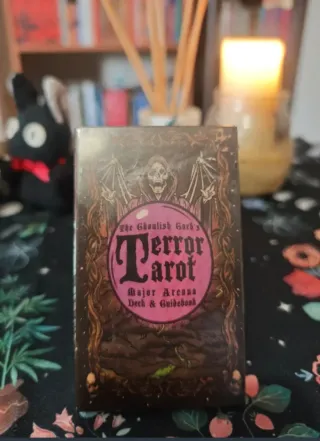 The Ghoulish Garb's
Terror
Tarot
Major Arcana
Deck & Guidebook